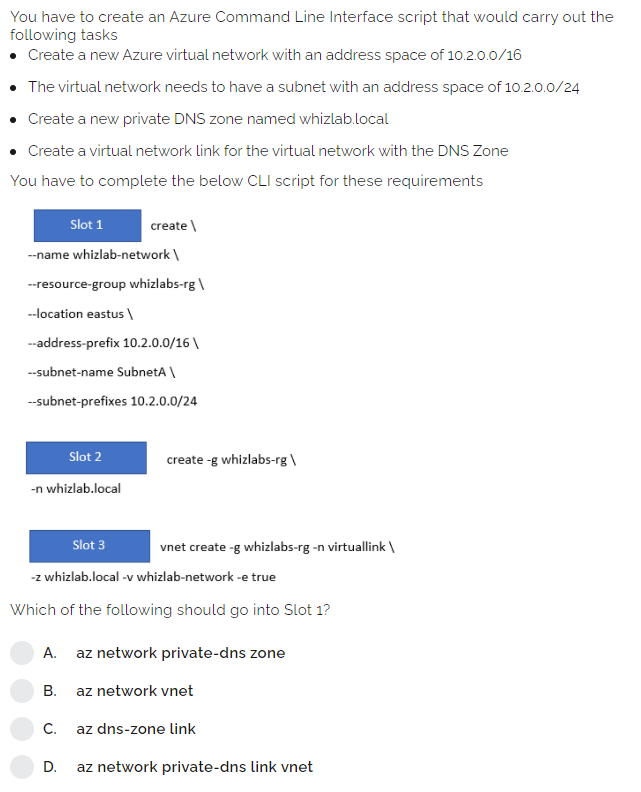 You have to create an Azure Command Line Interface script that would carry out the
following tasks
• Create a new Azure virtual network with an address space of 10.2.0.0/16
• The virtual network needs to have a subnet with an address space of 10.2.0.0/24
• Create a new private DNS zone named whizlab.local
• Create a virtual network link for the virtual network with the DNS Zone
You have to complete the below CLI script for these requirements
Slot 1 create \
--name whizlab-network \
--resource-group whizlabs-rg \
--location eastus \
--address-prefix 10.2.0.0/16 \
--subnet-name SubnetA \
--subnet-prefixes 10.2.0.0/24
Slot 2 create -g whizlabs-rg \
-n whizlab.local
Slot 3 vnet create -g whizlabs-rg -n virtuallink \
-z whizlab.local -v whizlab-network -e true
Which of the following should go into Slot 1?
A. az network private-dns zone
B. az network vnet
C. az dns-zone link
D. az network private-dns link vnet